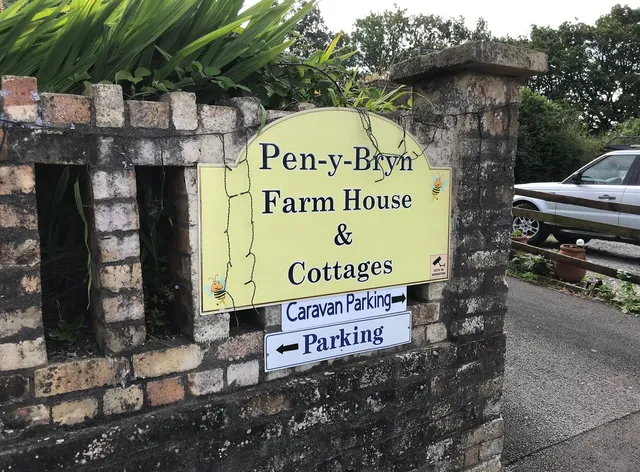 Pen-y-Bryn
Farm House
&
Cottages
Caravan Parking
Parking